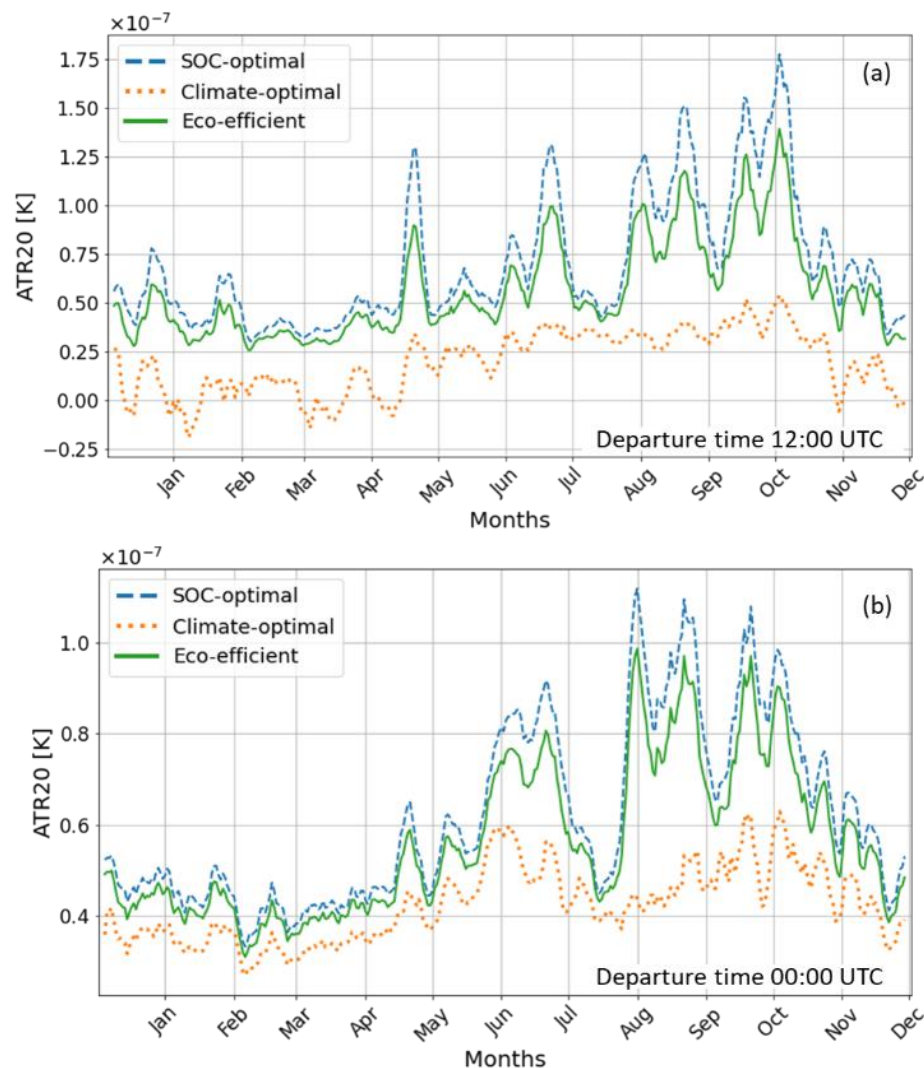 ×10⁻⁷
1.75
1.50
1.25
1.00
0.75
0.50
0.25
0.00
−0.25
ATR20 [K]
SOC-optimal
Climate-optimal
Eco-efficient
(a)
Departure time 12:00 UTC
Jan Feb Mar Apr May Jun Jul Aug Sep Oct Nov Dec
Months
×10⁻⁷
1.0
0.8
0.6
0.4
ATR20 [K]
SOC-optimal
Climate-optimal
Eco-efficient
(b)
Departure time 00:00 UTC
Jan Feb Mar Apr May Jun Jul Aug Sep Oct Nov Dec
Months